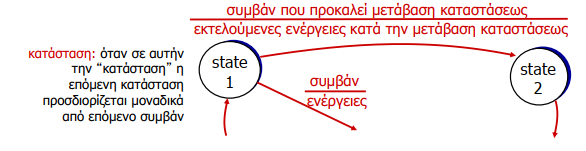 συμβάν που προκαλεί μετάβαση καταστάσεως
εκτελούμενες ενέργειες κατά την μετάβαση καταστάσεως
κατάσταση: όταν σε αυτήν
την “κατάσταση” η
επόμενη κατάσταση
προσδιορίζεται μοναδικά
από επόμενο συμβάν
state
1
συμβάν
ενέργειες
state
2